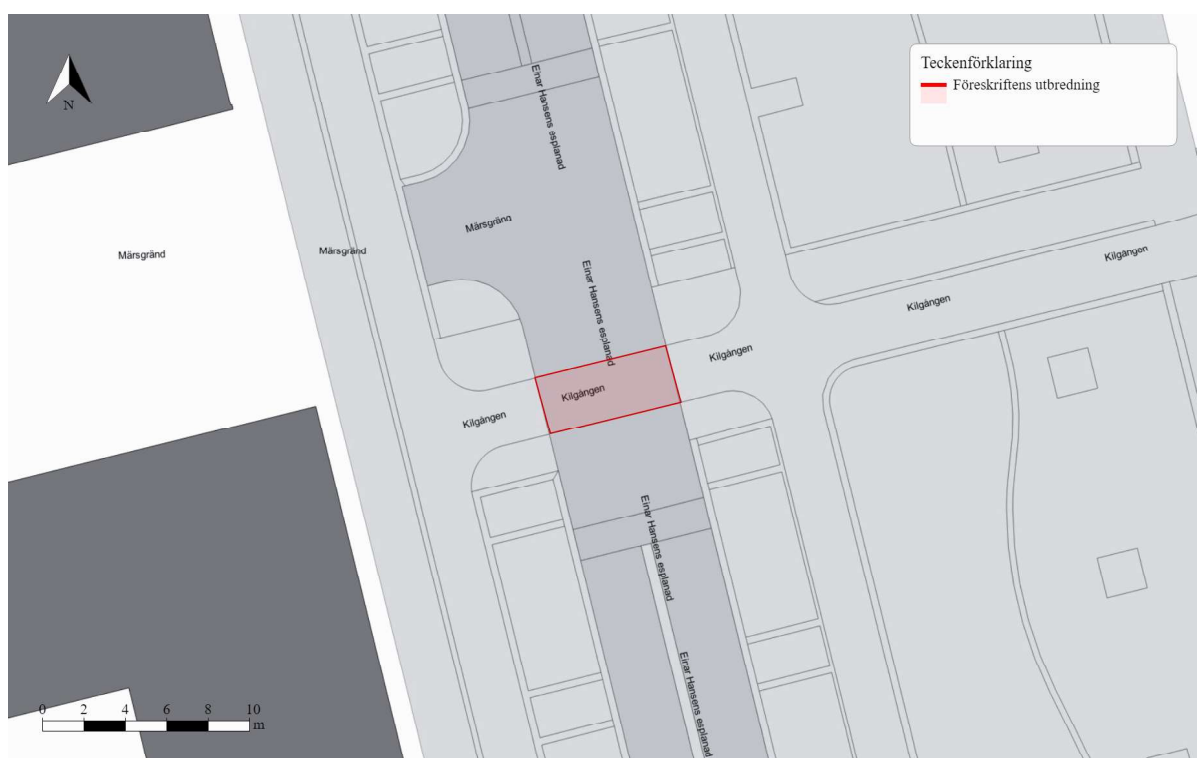 Teckenförklaring
Föreskriftens utbredning
N
Einar Hansens esplanad
Märsgränd
Märsgränd
Märsgränd
Kilgången
Kilgången
Einar Hansens esplanad
Kilgången
Kilgången
Kilgången
Einar Hansens esplanad
Einar Hansens esplanad
0 2 4 6 8 10
m